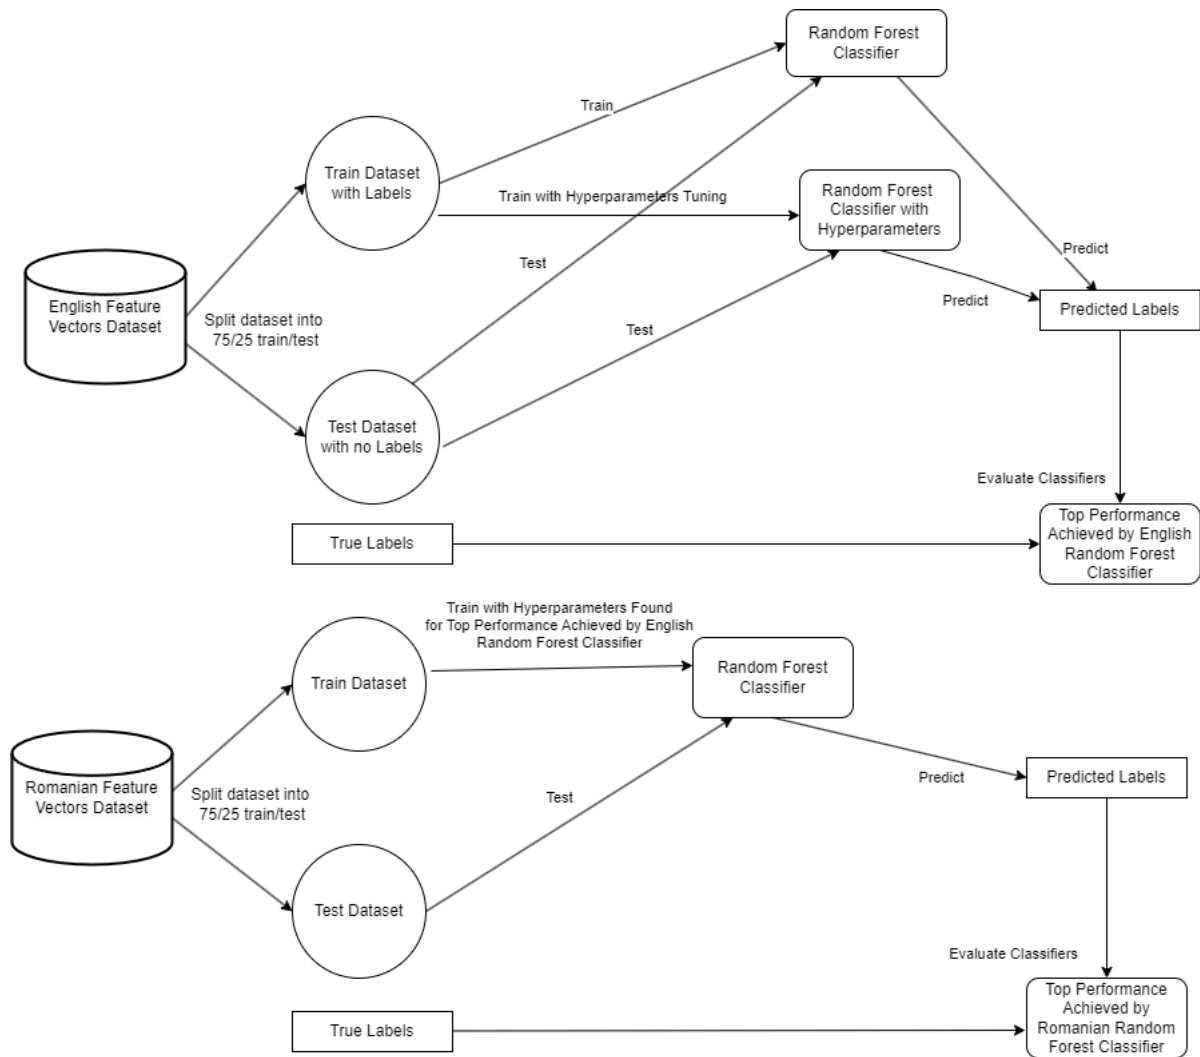 Random Forest
Classifier
Train
Train Dataset
with Labels
Train with Hyperparameters Tuning
Random Forest
Classifier with
Hyperparameters
Test
Predict
English Feature
Vectors Dataset
Split dataset into
75/25 train/test
Predict
Predicted Labels
Test
Test Dataset
with no Labels
Evaluate Classifiers
True Labels
Top Performance
Achieved by English
Random Forest
Classifier
Train with Hyperparameters Found
for Top Performance Achieved by English
Random Forest Classifier
Train Dataset
Random Forest
Classifier
Romanian Feature
Vectors Dataset
Split dataset into
75/25 train/test
Test
Predict
Predicted Labels
Test Dataset
Evaluate Classifiers
True Labels
Top Performance
Achieved by
Romanian Random
Forest Classifier